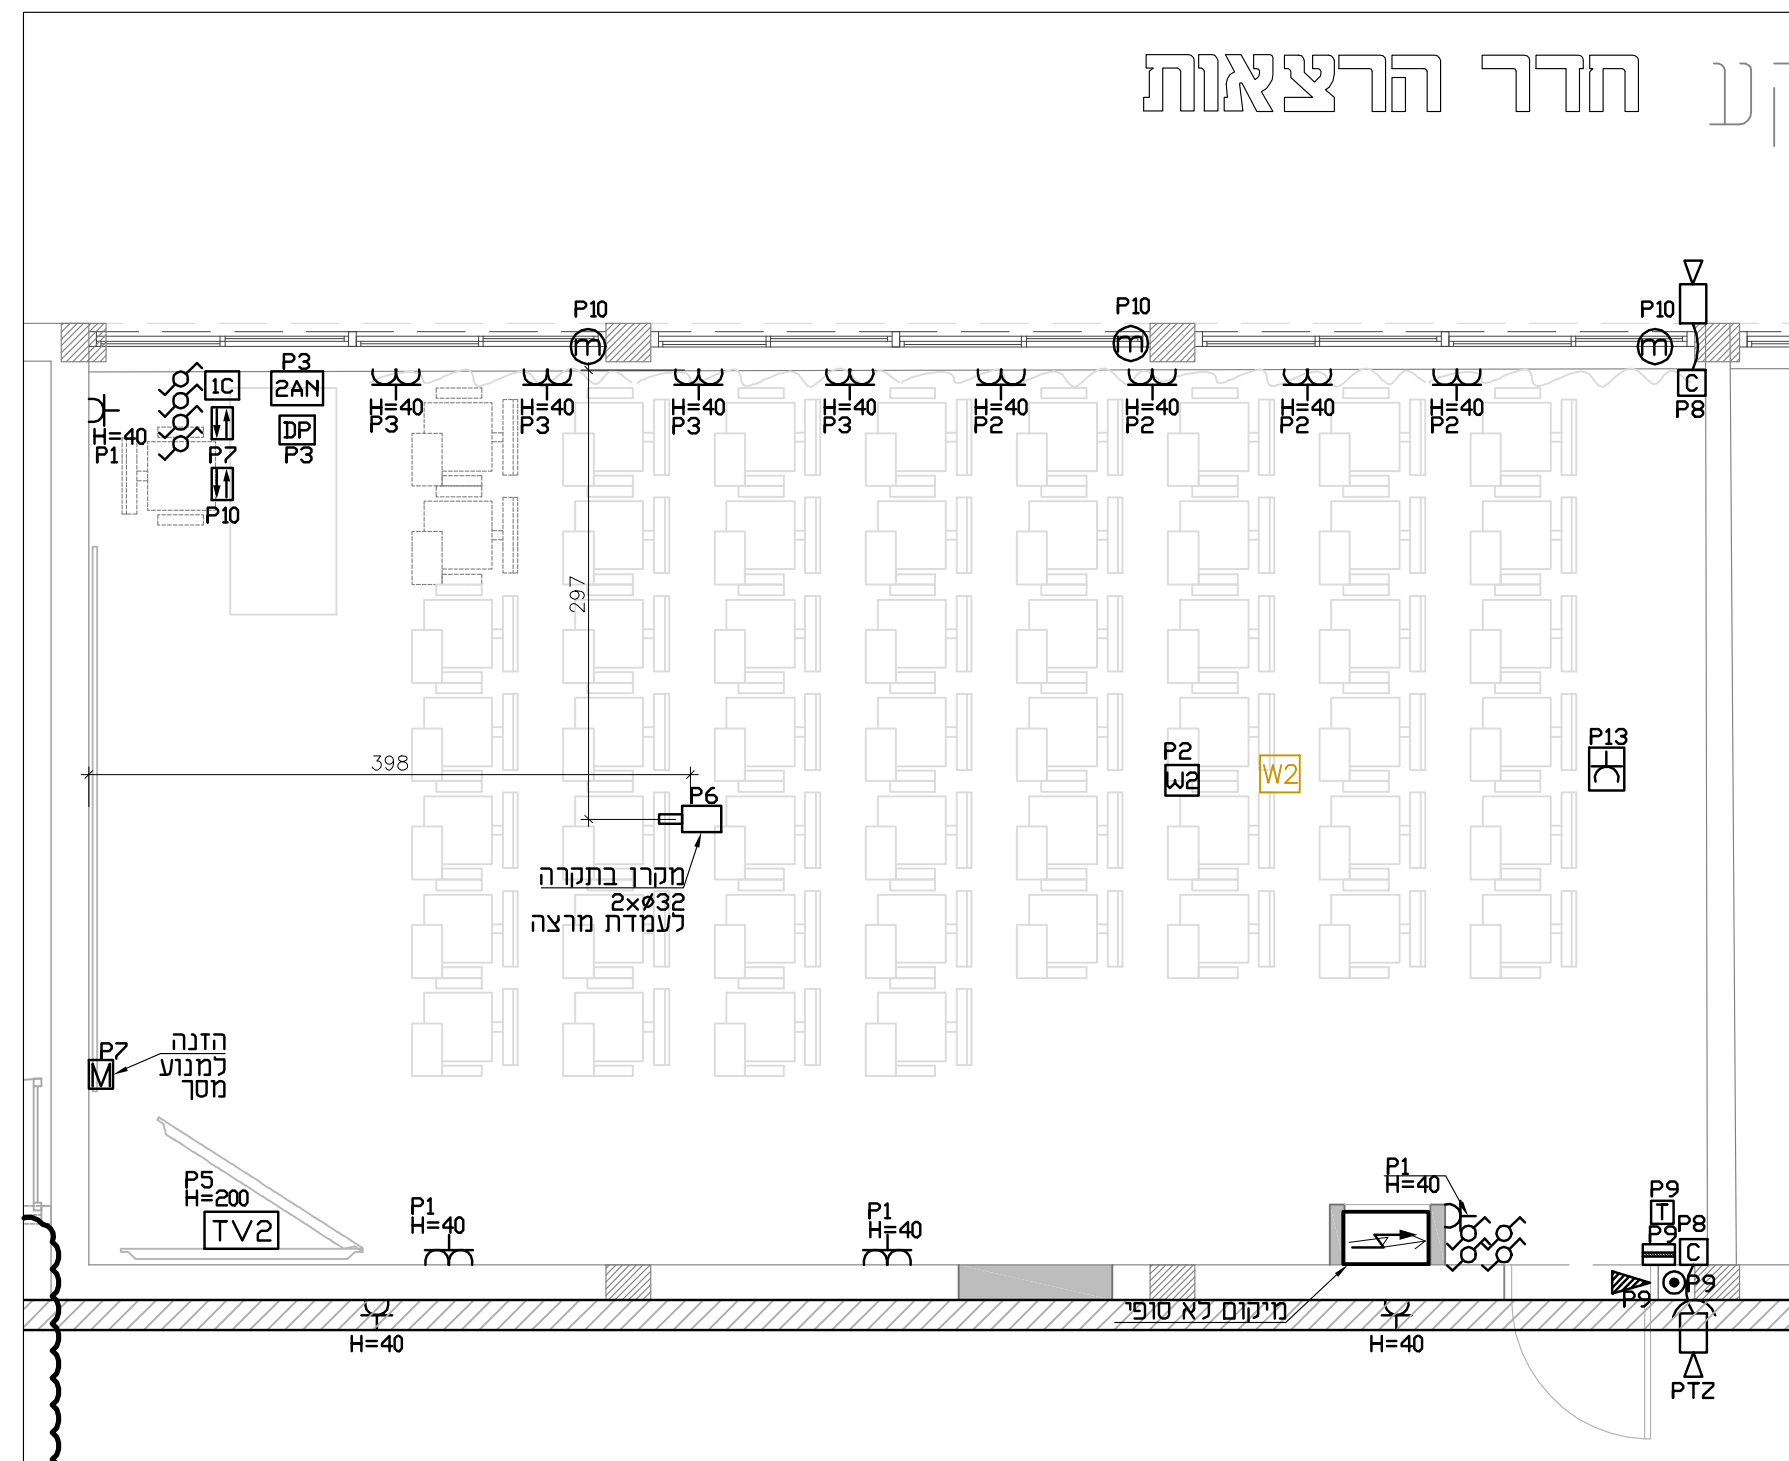 חדר הרצאות
P10
P10
P10
P3
1C
2AN
DP
P3
P7
P10
H=40
P1
H=40
P3
H=40
P3
H=40
P3
H=40
P3
H=40
P2
H=40
P2
H=40
P2
H=40
P2
C
P8
297
398
P6
מקרן בתקרה
2xø32
לעמדת מרצה
P2
W2
W2
P13
P7
M
הזנה
למנוע
מסך
P5
H=200
TV2
P1
H=40
P1
H=40
P1
H=40
P9
T
P9
P8
C
P9
P9
מיקום לא סופי
H=40
H=40
PTZ